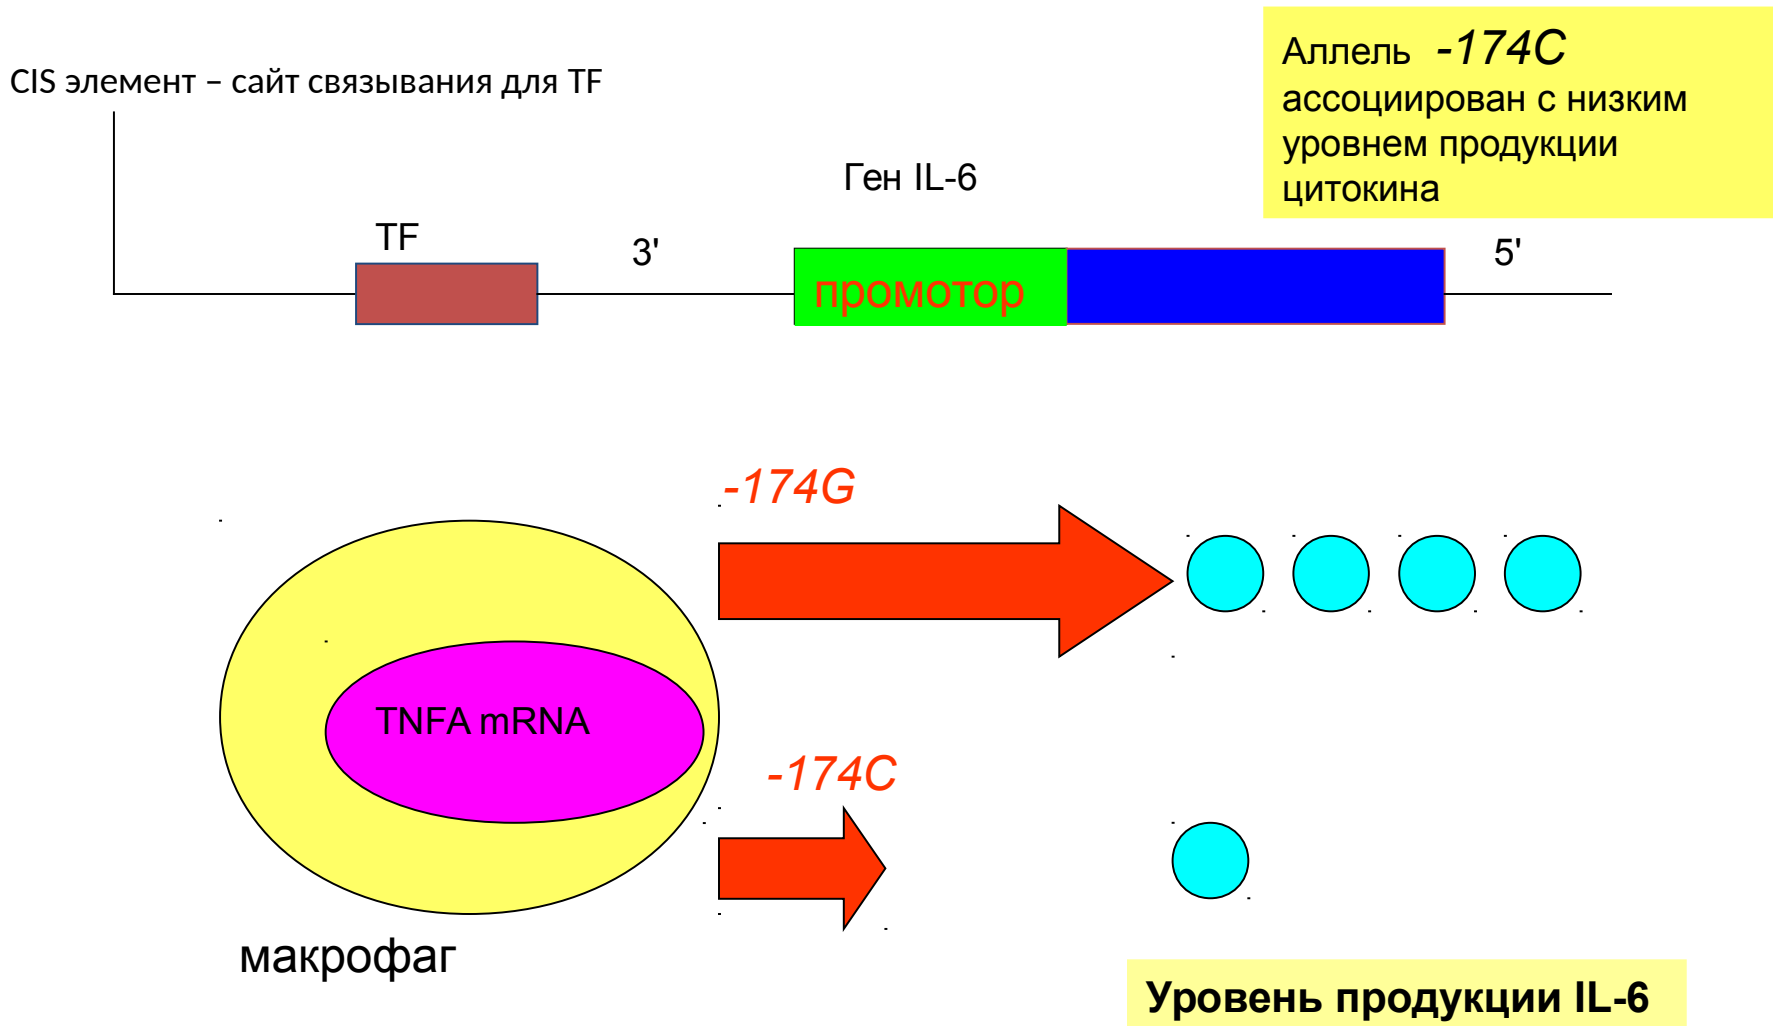 CIS элемент – сайт связывания для TF
Аллель -174C
ассоциирован с низким
уровнем продукции
цитокина
Ген IL-6
TF
3'
5'
промотор
-174G
TNFA mRNA
-174C
макрофаг
Уровень продукции IL-6